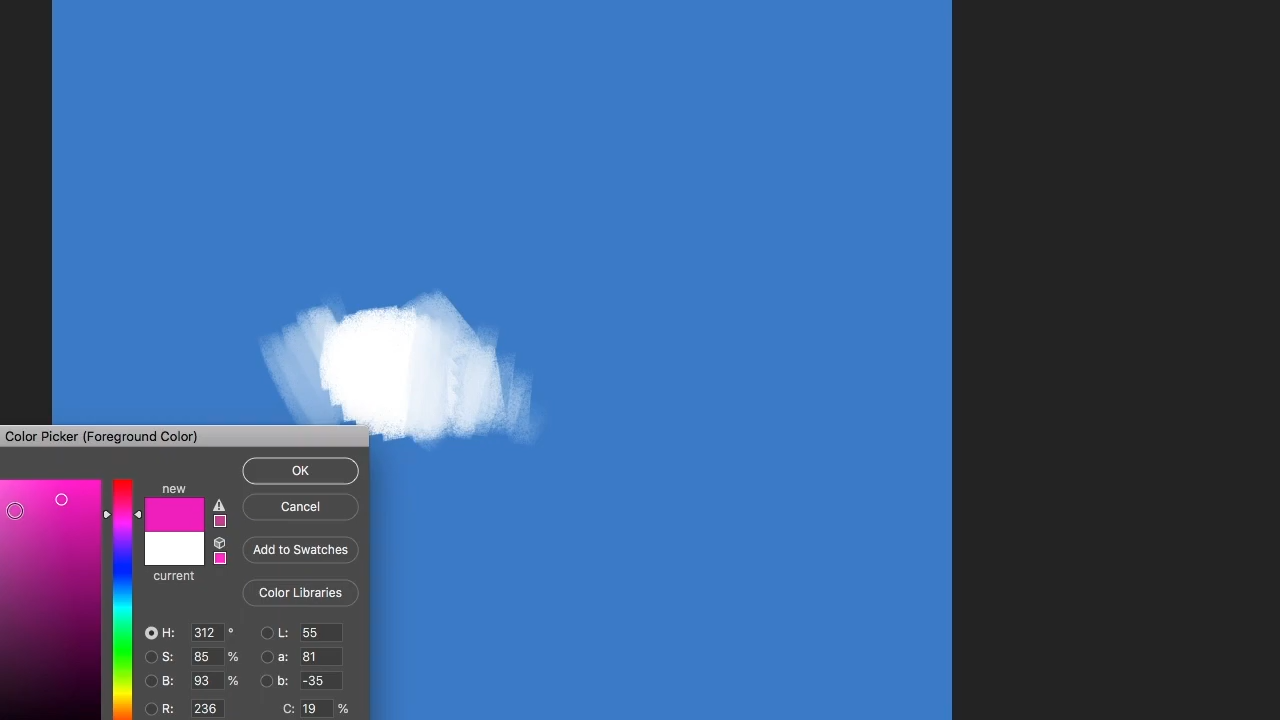 Color Picker (Foreground Color)
new
current
OK
Cancel
Add to Swatches
Color Libraries
H: 312 °
S: 85 %
B: 93 %
R: 236
L: 55
a: 81
b: -35
C: 19 %